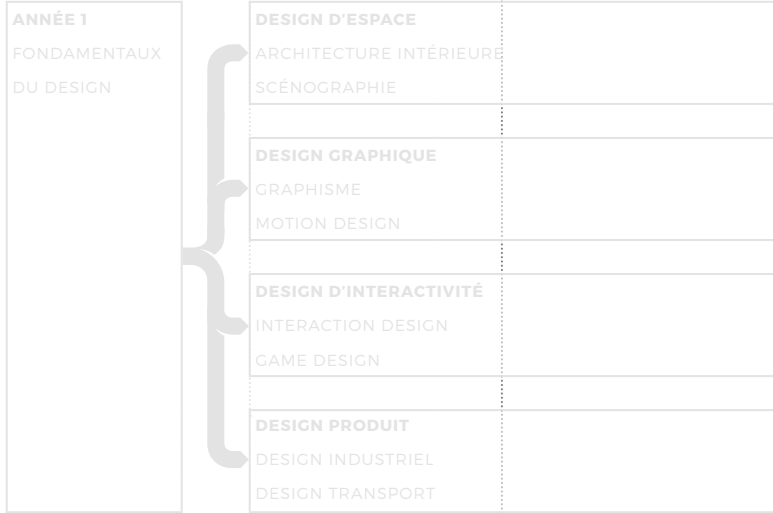 ANNÉE 1
FONDAMENTAUX
DU DESIGN
DESIGN D'ESPACE
ARCHITECTURE INTÉRIEURE
SCÉNOGRAPHIE
DESIGN GRAPHIQUE
GRAPHISME
MOTION DESIGN
DESIGN D'INTERACTIVITÉ
INTERACTION DESIGN
GAME DESIGN
DESIGN PRODUIT
DESIGN INDUSTRIEL
DESIGN TRANSPORT